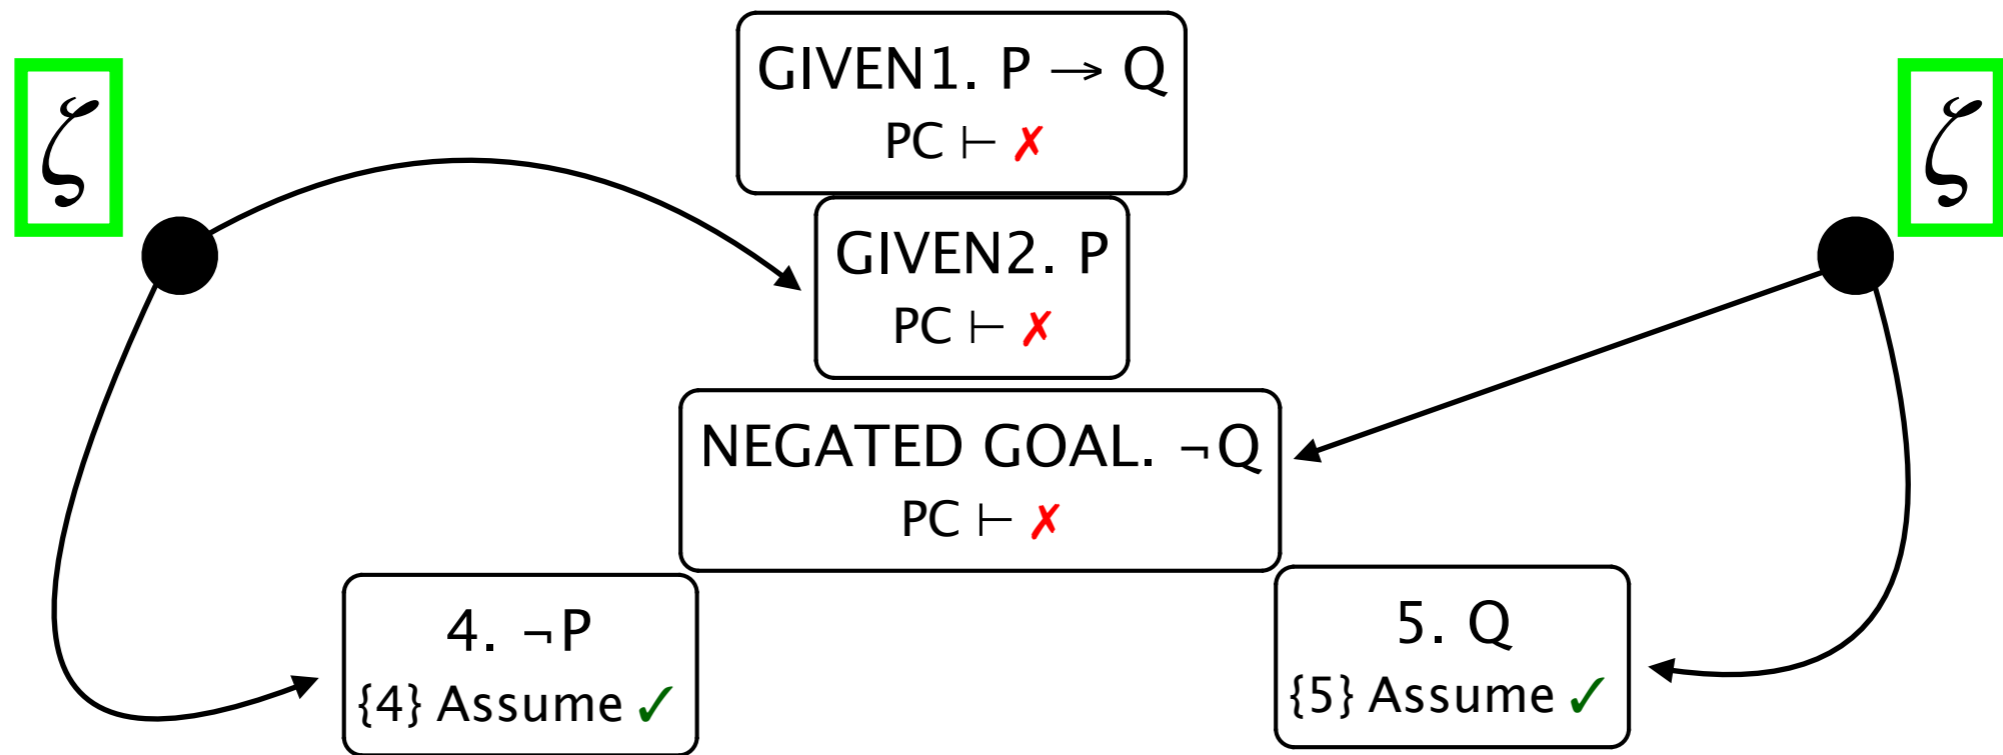 GIVEN1. P → Q
PC ⊢ ✗
ζ
ζ
GIVEN2. P
PC ⊢ ✗
NEGATED GOAL. ¬Q
PC ⊢ ✗
4. ¬P
{4} Assume ✓
5. Q
{5} Assume ✓